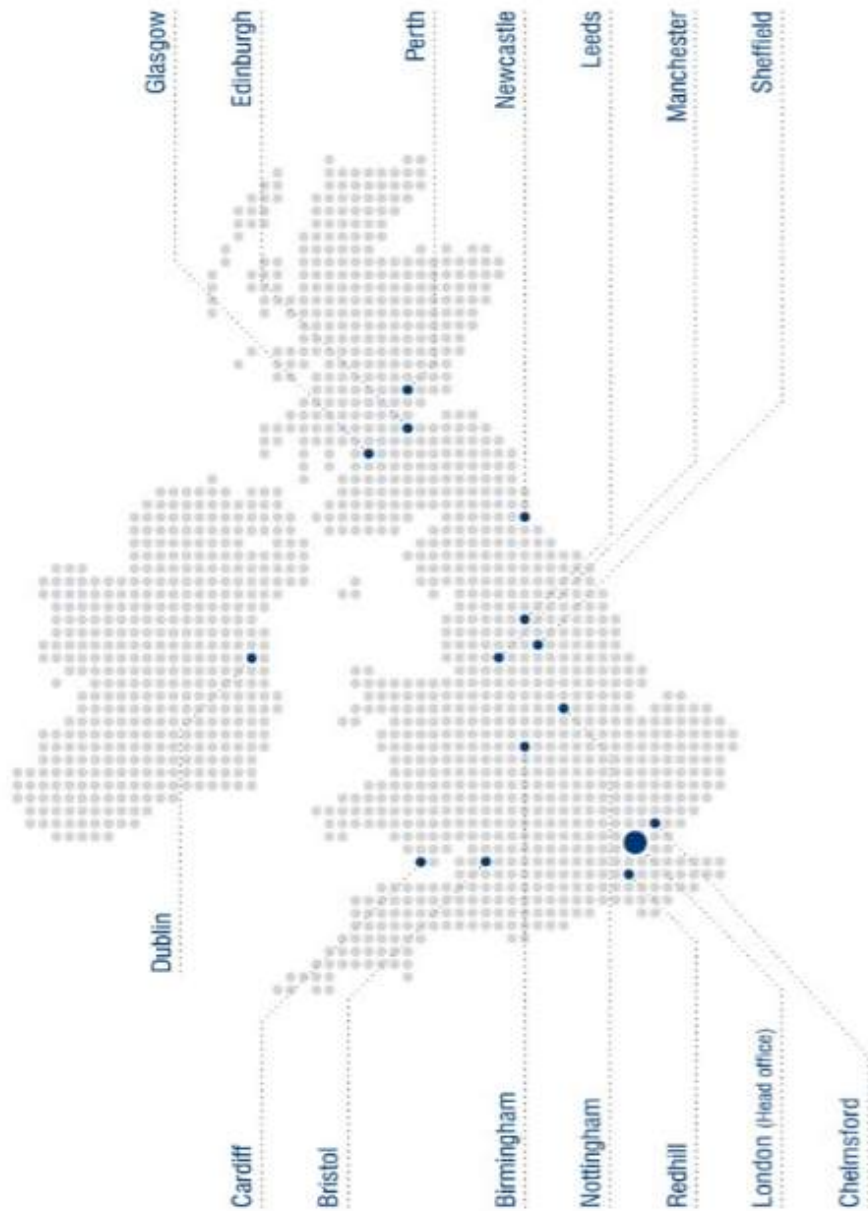 Glasgow
Edinburgh
Perth
Newcastle
Leeds
Manchester
Sheffield
Dublin
Cardiff
Bristol
Birmingham
Nottingham
Redhill
London (Head office)
Chelmsford